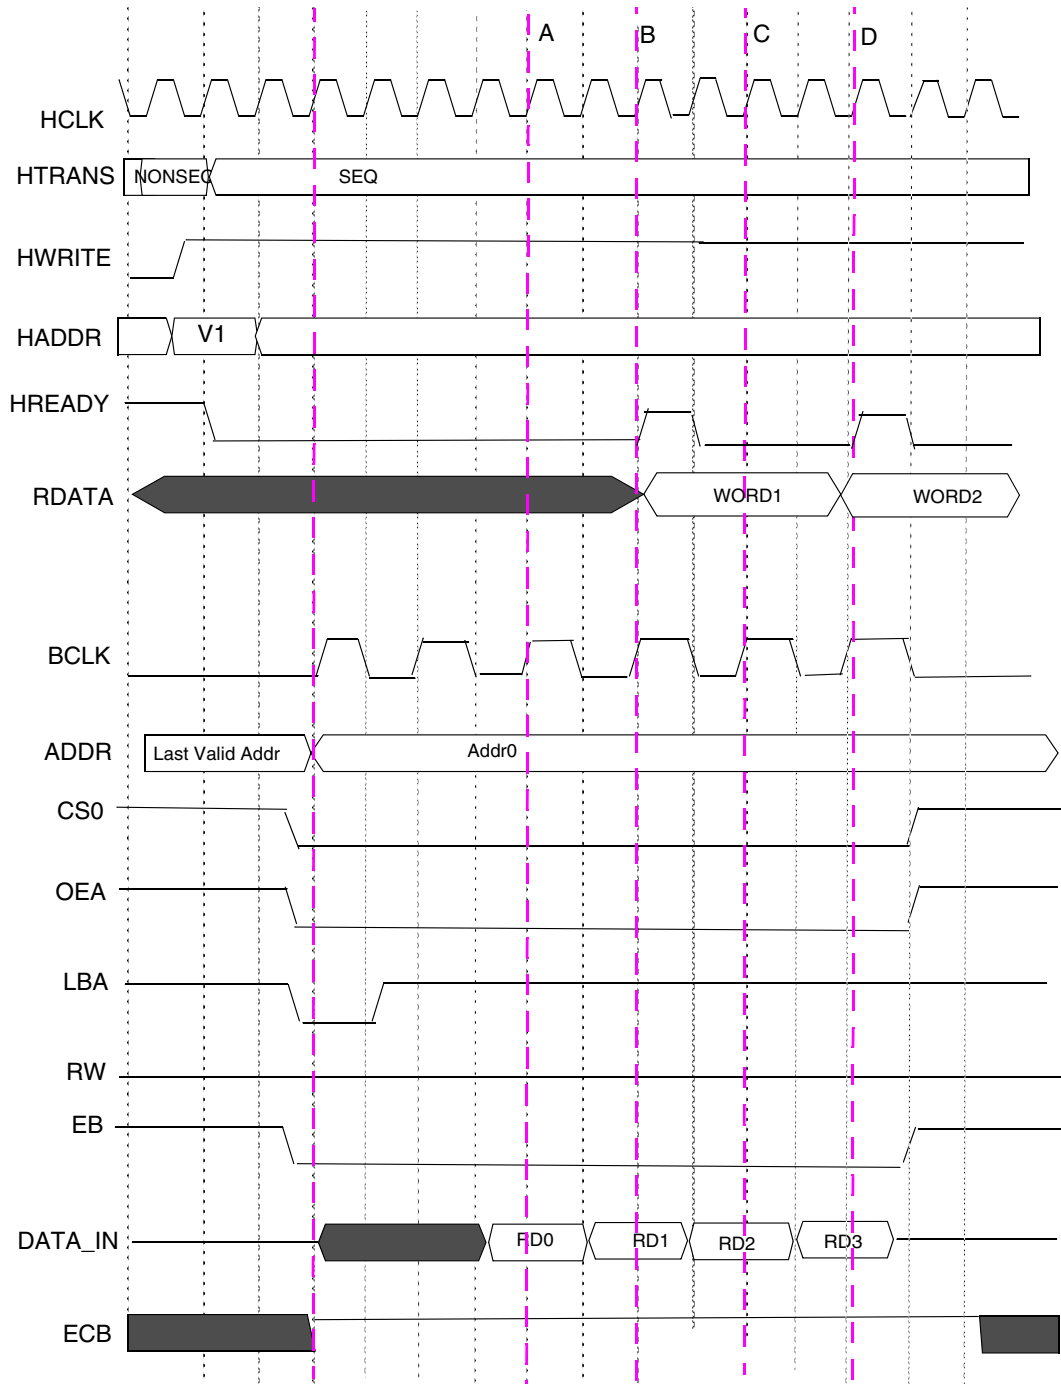 A B C D
HCLK
HTRANS NONSEQ SEQ
HWRITE
HADDR V1
HREADY
RDATA WORD1 WORD2
BCLK
ADDR Last Valid Addr Addr0
CS0
OEA
LBA
RW
EB
DATA_IN RD0 RD1 RD2 RD3
ECB